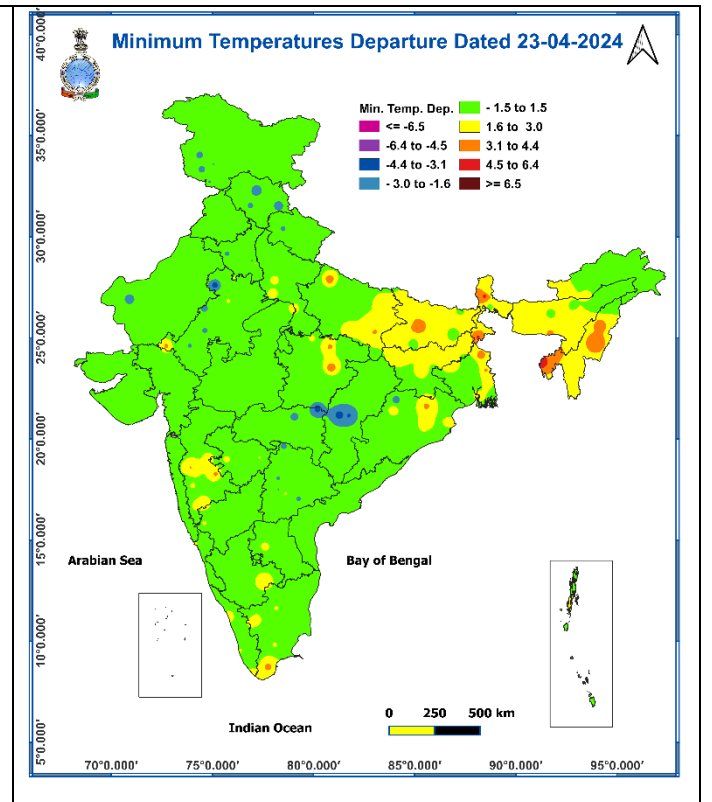 Minimum Temperatures Departure Dated 23-04-2024
Min. Temp. Dep.
<= -6.5
-6.4 to -4.5
-4.4 to -3.1
- 3.0 to -1.6
- 1.5 to 1.5
1.6 to 3.0
3.1 to 4.4
4.5 to 6.4
>= 6.5
40°0.000'
35°0.000'
30°0.000'
25°0.000'
20°0.000'
15°0.000'
10°0.000'
5°0.000'
Arabian Sea
Bay of Bengal
Indian Ocean
0 250 500 km
70°0.000' 75°0.000' 80°0.000' 85°0.000' 90°0.000' 95°0.000'